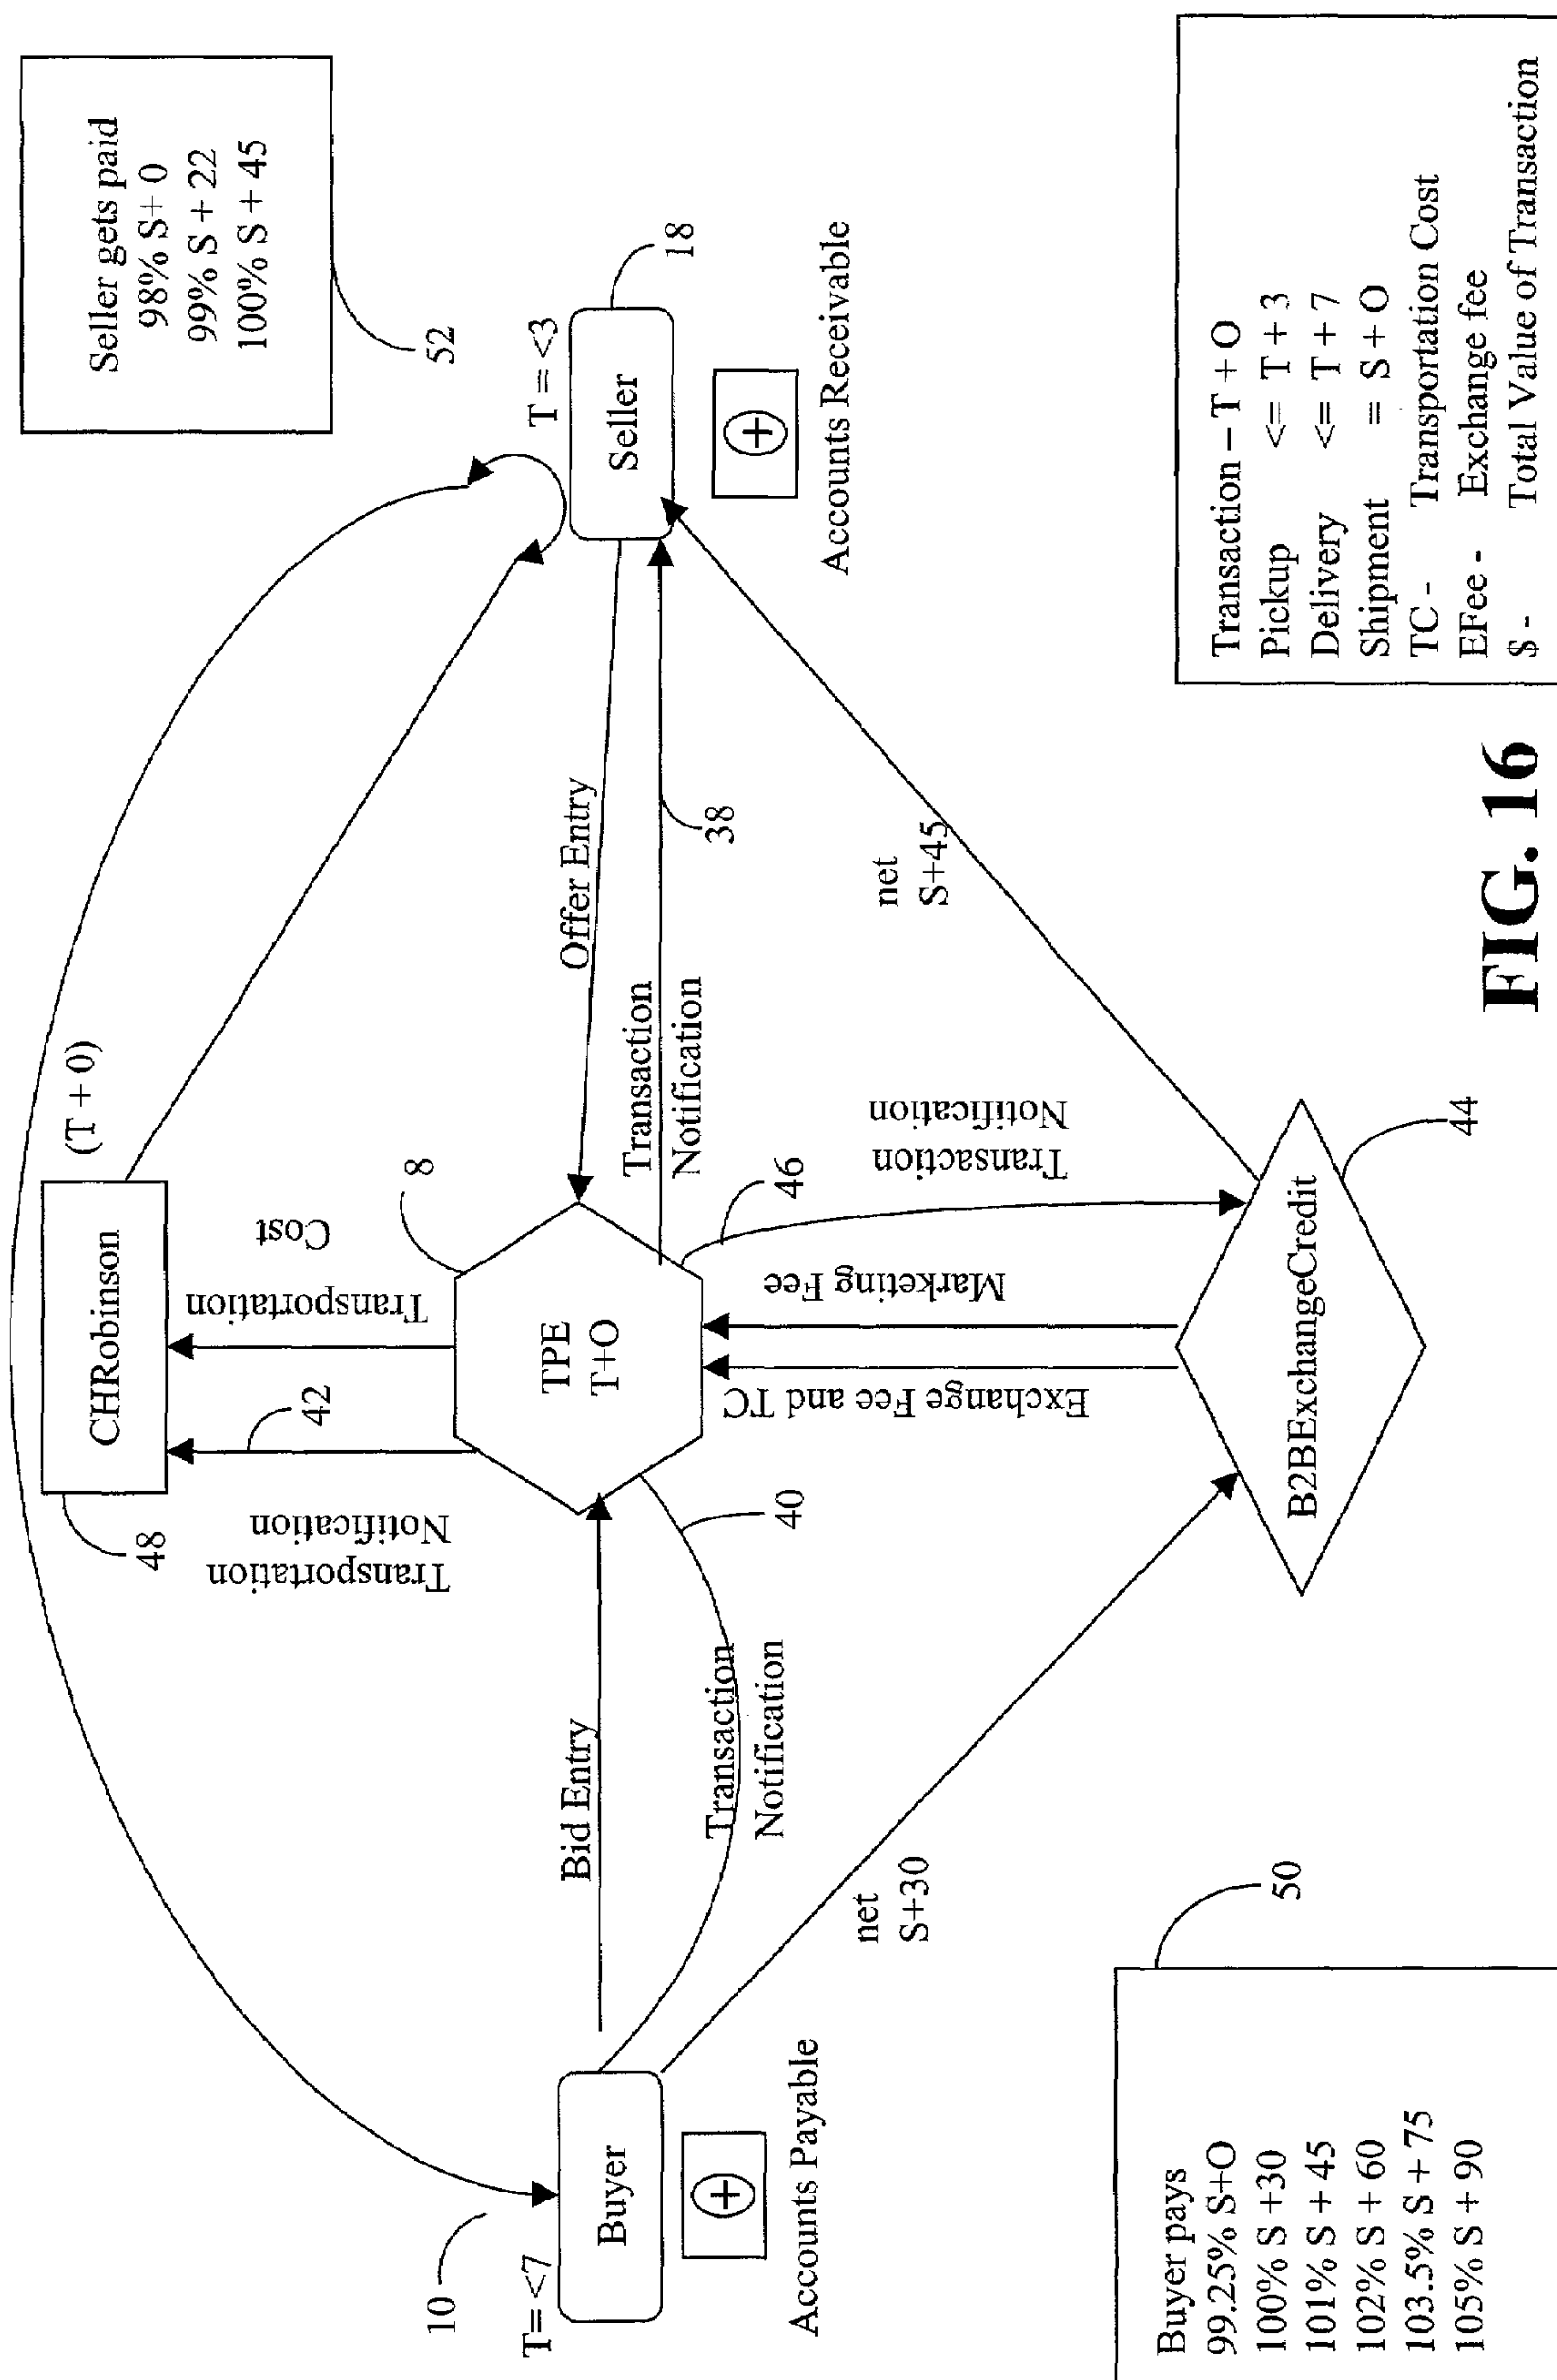 Seller gets paid
98% S+ 0
99% S + 22
100% S + 45
52
(T + 0)
CHRobinson
48
Transportation
Notification
42
Transportation
Cost
8
TPE
T+O
T = <3
Seller
18
Accounts Receivable
Offer Entry
Transaction
Notification
38
10
T= <7
Buyer
Accounts Payable
Bid Entry
Transaction
Notification
40
46
Transaction
Notification
Marketing Fee
Exchange Fee and TC
net
S+30
net
S+45
B2BExchangeCredit
44
50
Buyer pays
99.25% S+O
100% S +30
101% S + 45
102% S + 60
103.5% S + 75
105% S + 90
Transaction – T + O
Pickup <= T + 3
Delivery <= T + 7
Shipment = S + O
TC - Transportation Cost
EFee - Exchange fee
$ - Total Value of Transaction
FIG. 16